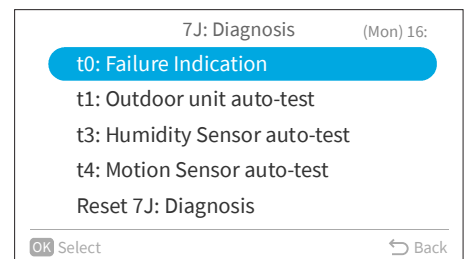 7J: Diagnosis (Mon) 16:
t0: Failure Indication
t1: Outdoor unit auto-test
t3: Humidity Sensor auto-test
t4: Motion Sensor auto-test
Reset 7J: Diagnosis
OK Select Back